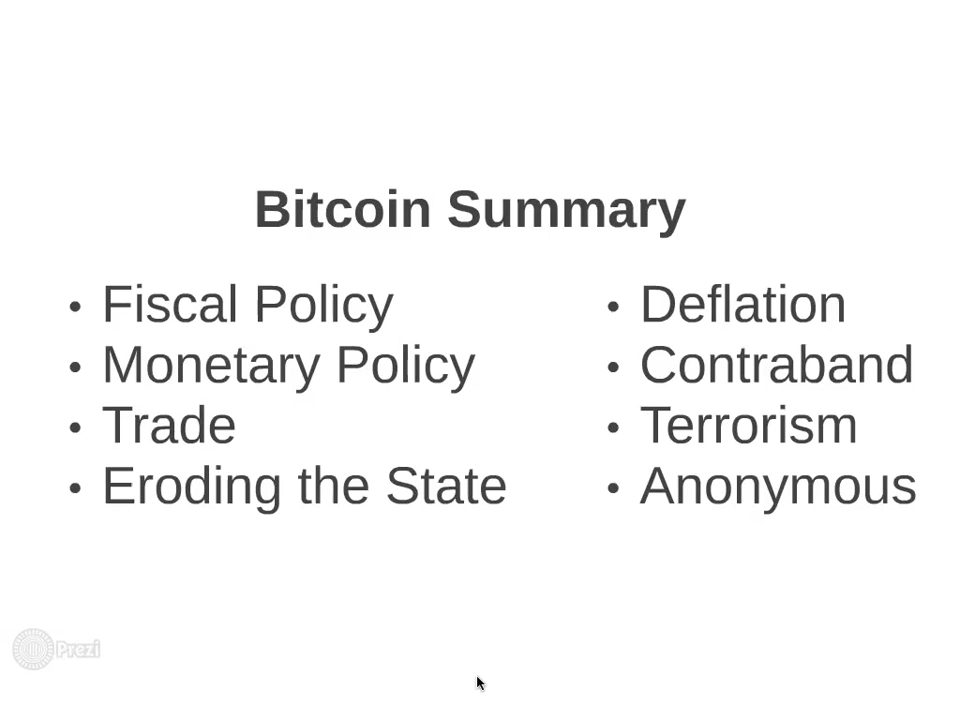 Bitcoin Summary
• Fiscal Policy
• Monetary Policy
• Trade
• Eroding the State
• Deflation
• Contraband
• Terrorism
• Anonymous
Prezi